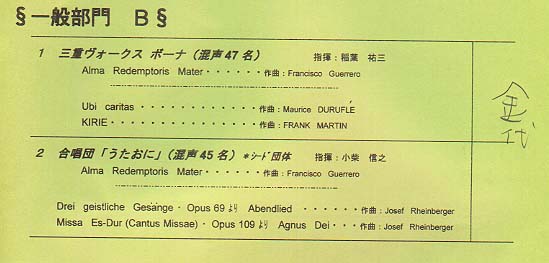 §一般部門 B§
1 三重ヴォークス ボーナ(混声47名) 指揮:稲葉 祐三
Alma Redemptoris Mater・・・・・・作曲:Francisco Guerrero
Ubi caritas・・・・・・・・・・・・作曲:Maurice DURUFLÉ
KIRIE・・・・・・・・・・・・・・・作曲:FRANK MARTIN
金代
2 合唱団「うたおに」(混声45名) *シード団体 指揮:小柴 信之
Alma Redemptoris Mater・・・・・・作曲:Francisco Guerrero
Drei geistliche Gesänge・Opus 69 より Abendlied ・・・・・作曲:Josef Rheinberger
Missa Es-Dur (Cantus Missae)・Opus 109 より Agnus Dei・・・作曲:Josef Rheinberger